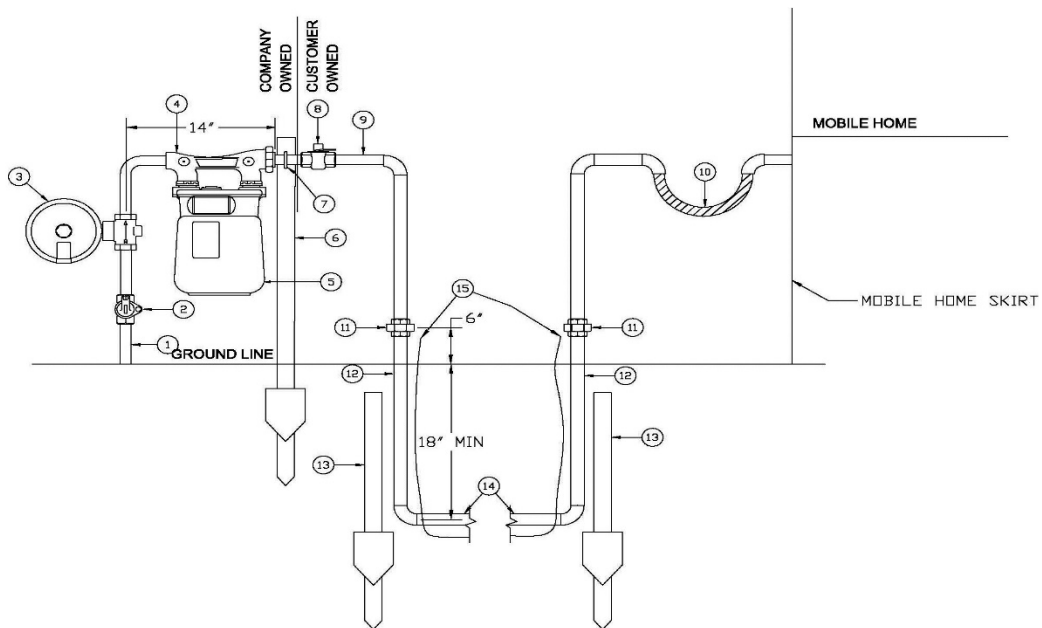 COMPANY
OWNED
CUSTOMER
OWNED
8
4
14"
9
MOBILE HOME
3
10
7
6
5
15
MOBILE HOME SKIRT
2
6"
11
11
1
GROUND LINE
12
12
18" MIN
13
13
14